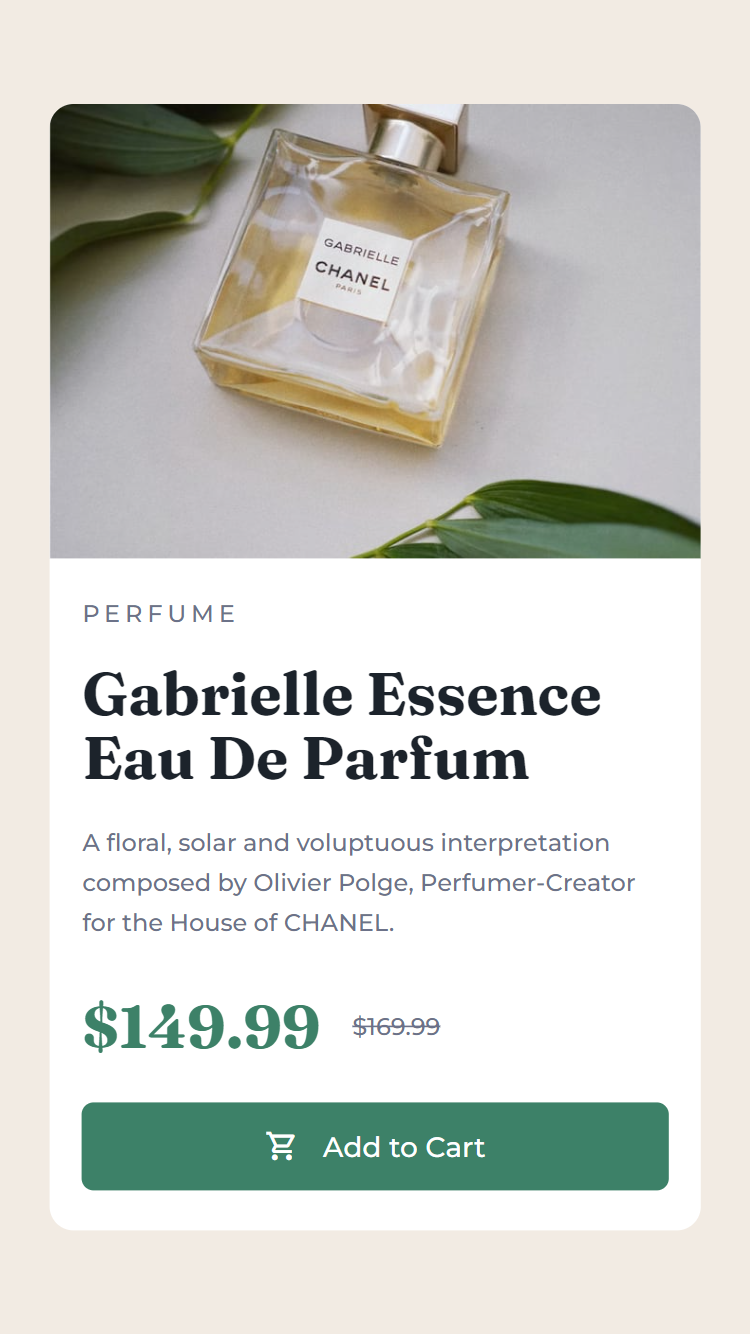 GABRIELLE
CHANEL
PARIS
PERFUME
Gabrielle Essence
Eau De Parfum
A floral, solar and voluptuous interpretation
composed by Olivier Polge, Perfumer-Creator
for the House of CHANEL.
$149.99 $169.99
Add to Cart